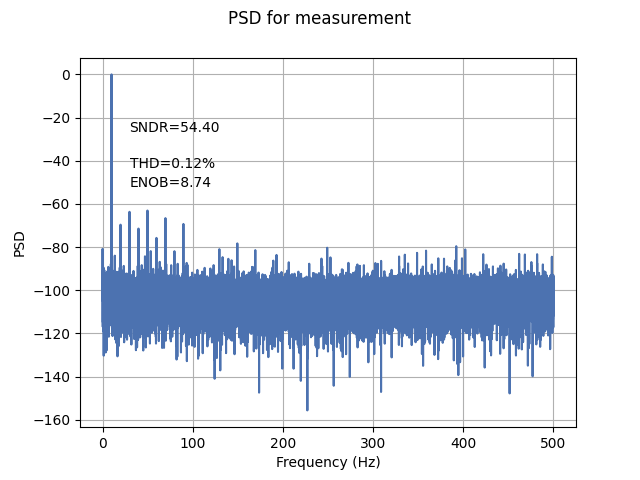 PSD for measurement
0
−20
−40
−60
−80
−100
−120
−140
−160
PSD
SNDR=54.40
THD=0.12%
ENOB=8.74
0 100 200 300 400 500
Frequency (Hz)